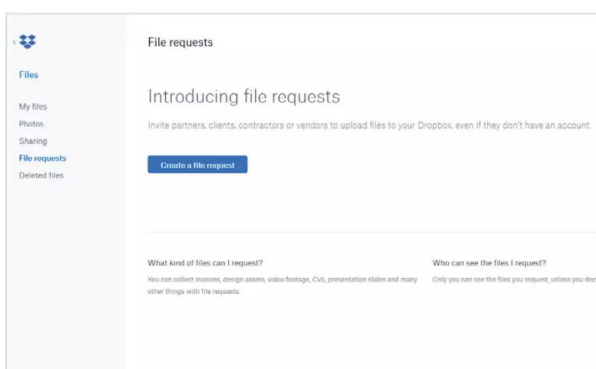 File requests
Files
My files
Photos
Sharing
File requests
Deleted files
Introducing file requests
Invite partners, clients, contractors or vendors to upload files to your Dropbox, even if they don't have an account.
Create a file request
What kind of files can I request?
You can collect invoices, design assets, video footage, CVs, presentation slides and many
other things with file requests.
Who can see the files I request?
Only you can see the files you request, unless you dec